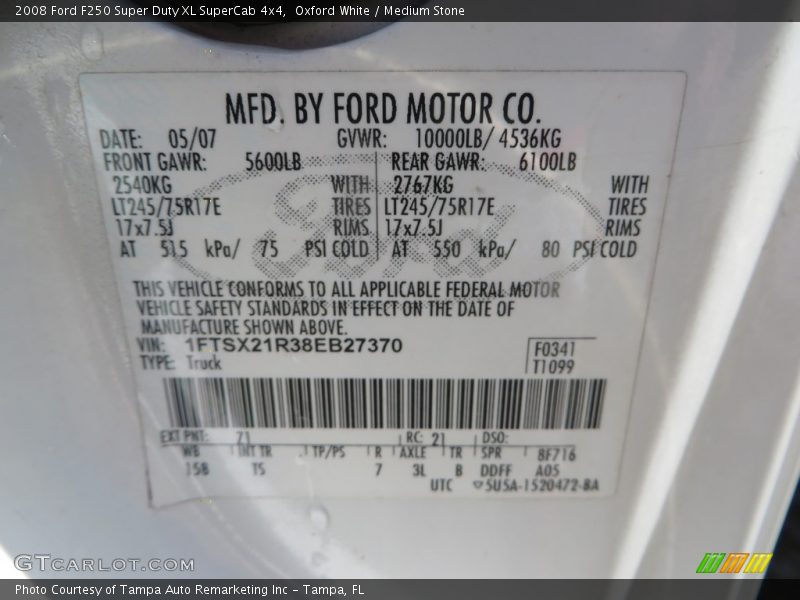 2008 Ford F250 Super Duty XL SuperCab 4x4, Oxford White / Medium Stone
MFD. BY FORD MOTOR CO.
DATE: 05/07 GVWR: 10000LB/ 4536KG
FRONT GAWR: 5600LB REAR GAWR: 6100LB
2540KG WITH 2767KG WITH
LT245/75R17E TIRES LT245/75R17E TIRES
17x7.5J RIMS 17x7.5J RIMS
AT 515 kPa/ 75 PSI COLD AT 550 kPa/ 80 PSI COLD
Ford
THIS VEHICLE CONFORMS TO ALL APPLICABLE FEDERAL MOTOR
VEHICLE SAFETY STANDARDS IN EFFECT ON THE DATE OF
MANUFACTURE SHOWN ABOVE.
VIN: 1FTSX21R38EB27370 F0341
TYPE: Truck T1099
EXT PNT: Z1 RC: 21 DSO:
WB INT TR TP/PS R AXLE TR SPR 8F716
158 TS 7 3L B DDFF A05
UTC ▽5U5A-1520472-BA
GTCARLOT.COM
Photo Courtesy of Tampa Auto Remarketing Inc – Tampa, FL